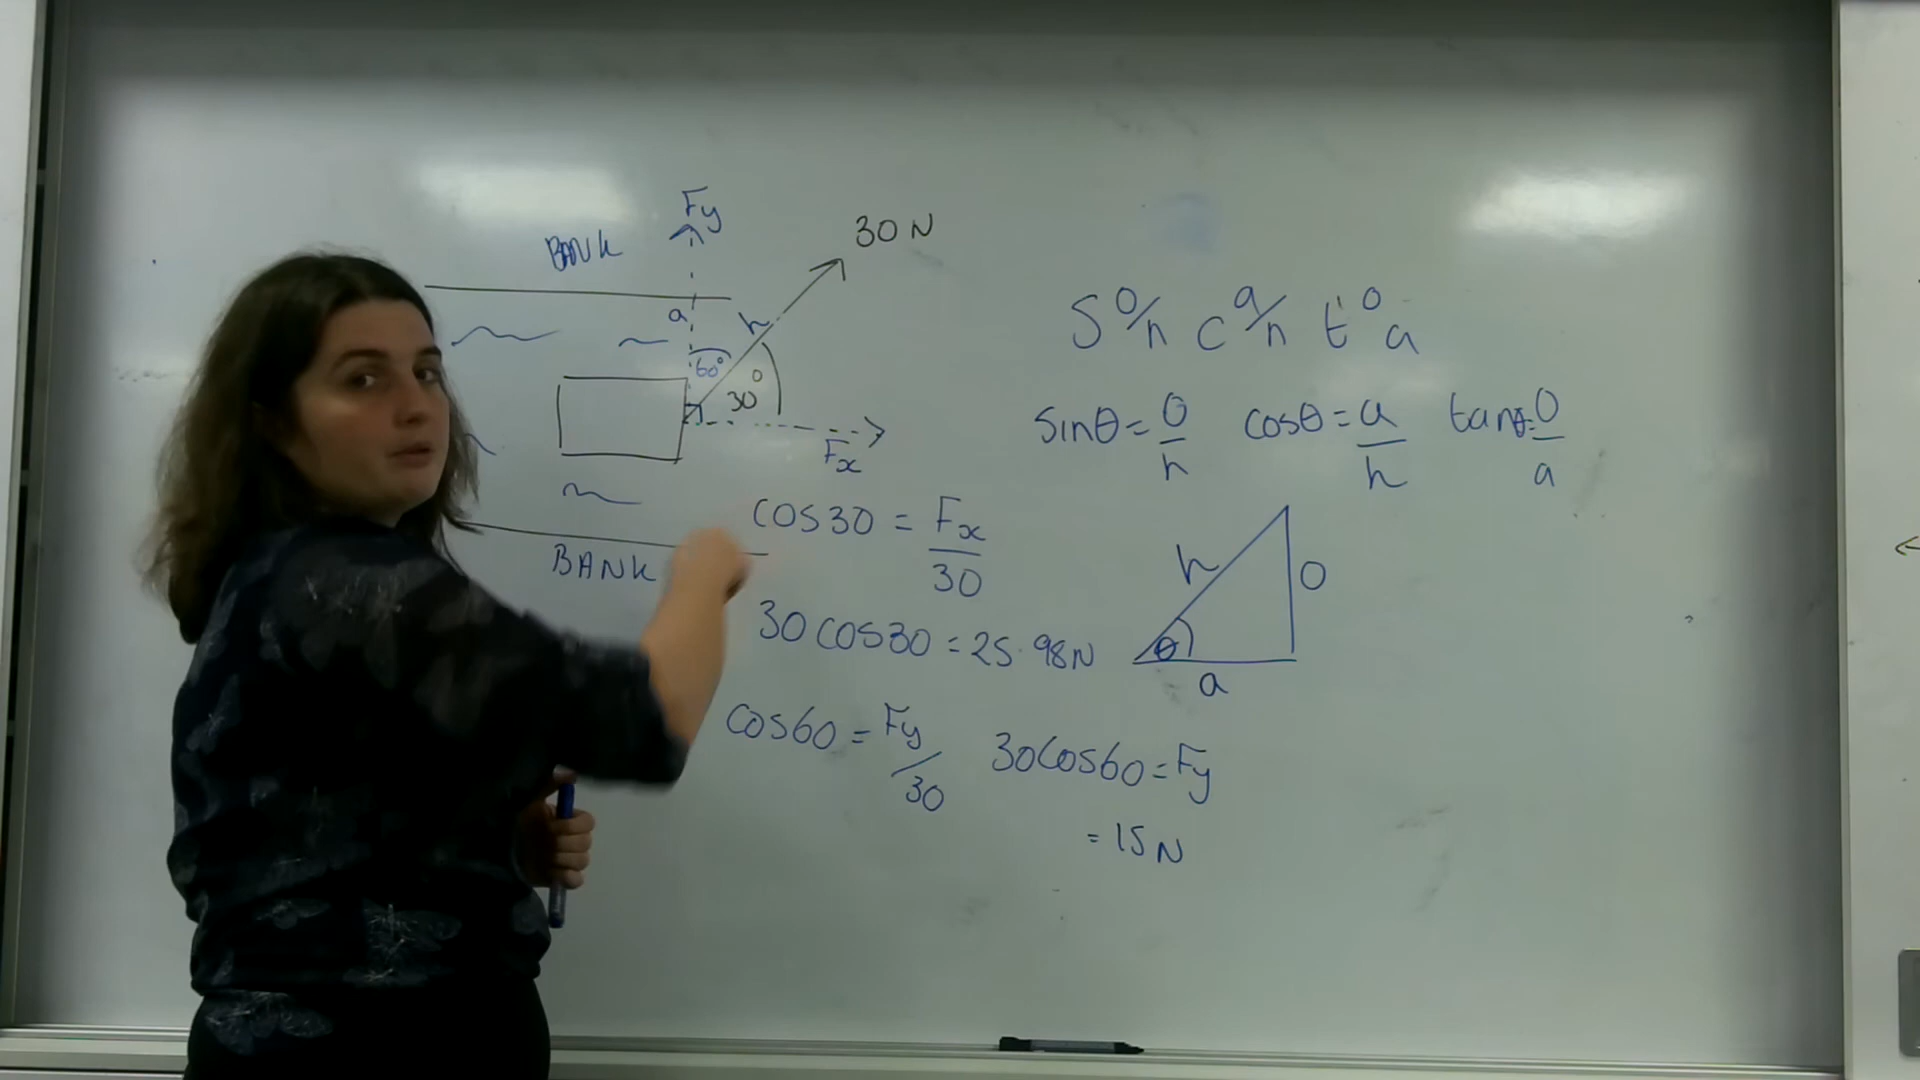 Fy
BANK
30 N
a
h
60°
30°
Fx
BANK
cos30 = Fx/30
30cos30 = 25.98N
cos60 = Fy/30
30cos60 = Fy
= 15N
S o/h c a/h t o a
sinθ = o/h cosθ = a/h tanθ = o/a
h
o
θ
a